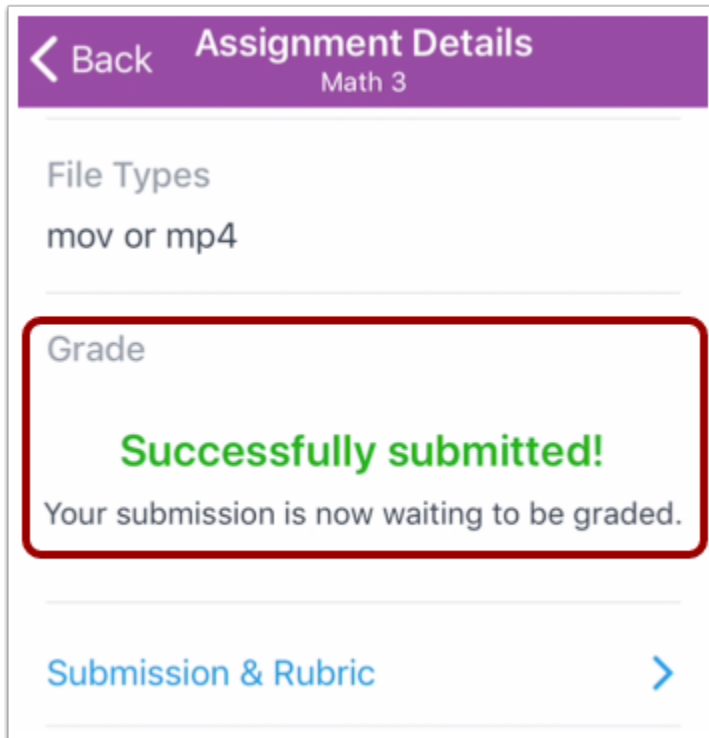 Back
Assignment Details
Math 3
File Types
mov or mp4
Grade
Successfully submitted!
Your submission is now waiting to be graded.
Submission & Rubric